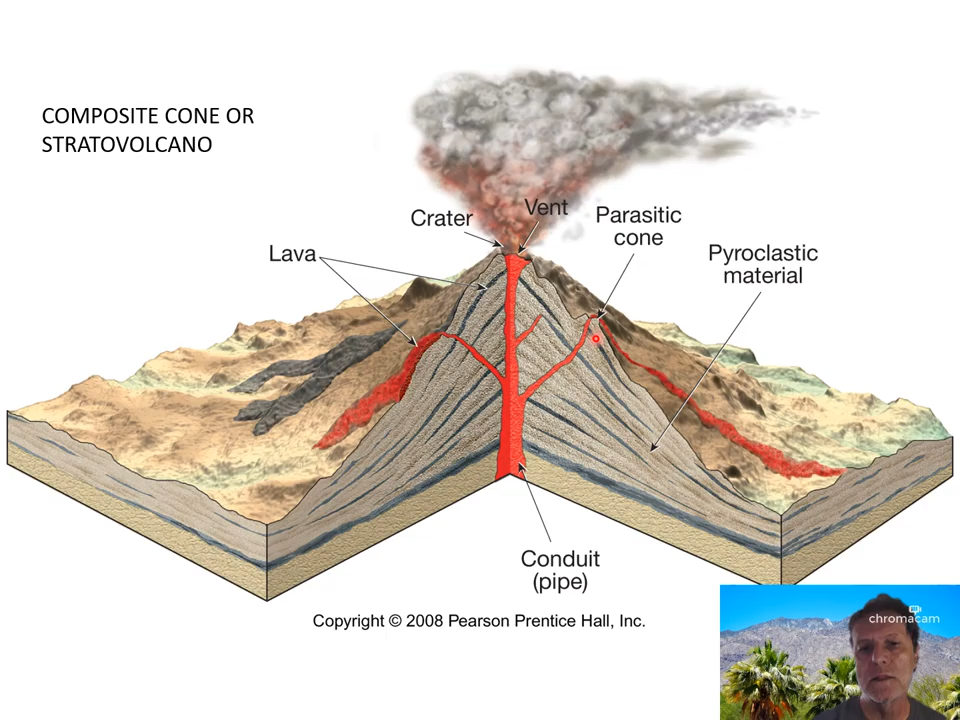 COMPOSITE CONE OR
STRATOVOLCANO
Crater
Vent
Parasitic
cone
Lava
Pyroclastic
material
Conduit
(pipe)
Copyright © 2008 Pearson Prentice Hall, Inc.
chromacam